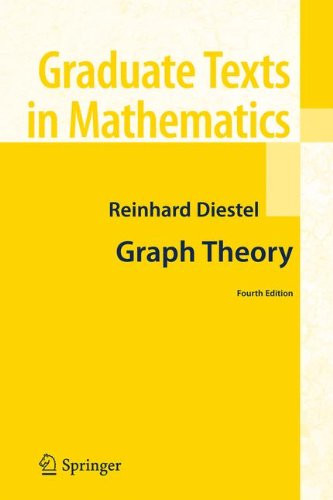 Graduate Texts
in Mathematics
Reinhard Diestel
Graph Theory
Fourth Edition
Springer